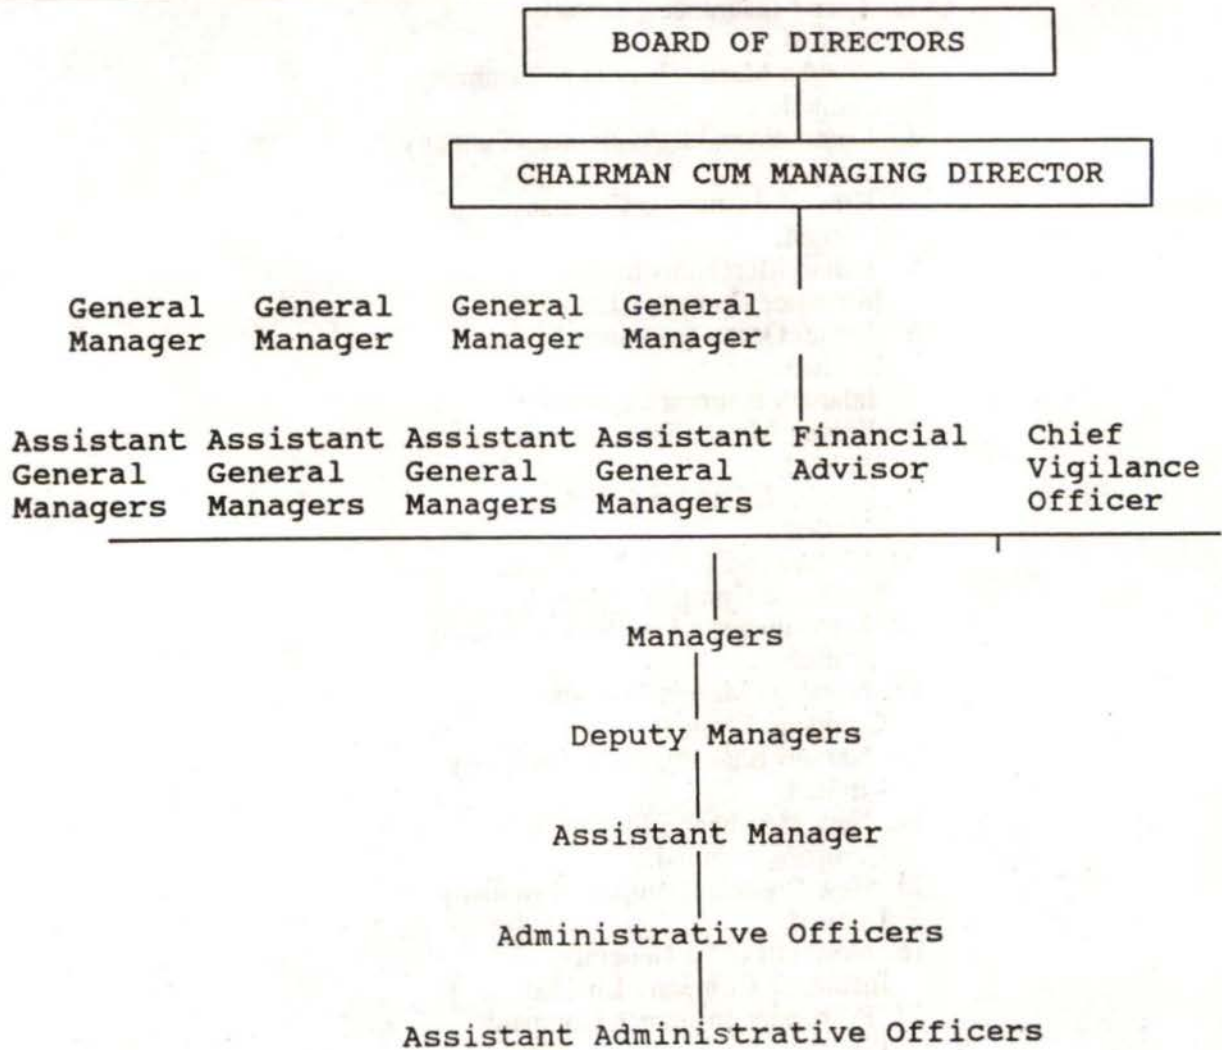 BOARD OF DIRECTORS
CHAIRMAN CUM MANAGING DIRECTOR
General General General General
Manager Manager Manager Manager
Assistant Assistant Assistant Assistant Financial Chief
General General General General Advisor Vigilance
Managers Managers Managers Managers Officer
Managers
Deputy Managers
Assistant Manager
Administrative Officers
Assistant Administrative Officers